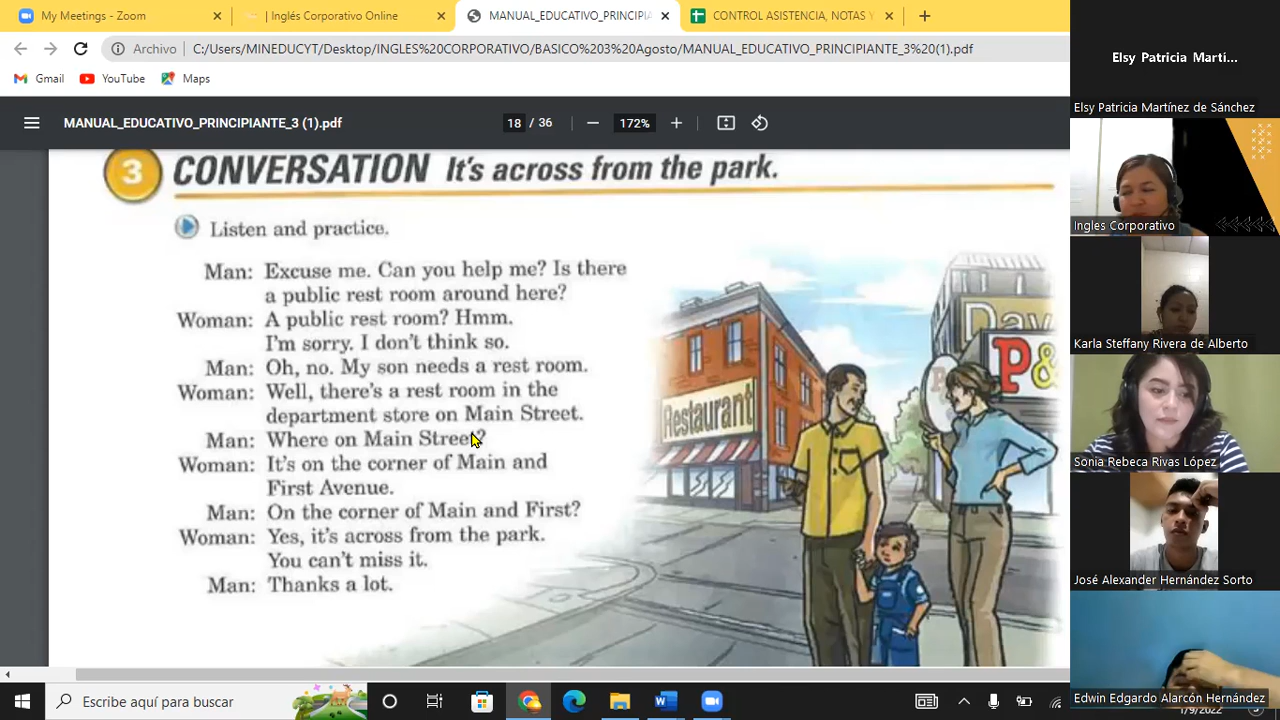 My Meetings - Zoom
| Inglés Corporativo Online
MANUAL_EDUCATIVO_PRINCIPIA
CONTROL ASISTENCIA, NOTAS Y
Archivo
C:/Users/MINEDUCYT/Desktop/INGLES%20CORPORATIVO/BASICO%203%20Agosto/MANUAL_EDUCATIVO_PRINCIPIANTE_3%20(1).pdf
Gmail
YouTube
Maps
MANUAL_EDUCATIVO_PRINCIPIANTE_3 (1).pdf
18 / 36
172%
3 CONVERSATION It's across from the park.
Listen and practice.
Man: Excuse me. Can you help me? Is there
a public rest room around here?
Woman: A public rest room? Hmm.
I'm sorry. I don't think so.
Man: Oh, no. My son needs a rest room.
Woman: Well, there's a rest room in the
department store on Main Street.
Man: Where on Main Street?
Woman: It's on the corner of Main and
First Avenue.
Man: On the corner of Main and First?
Woman: Yes, it's across from the park.
You can't miss it.
Man: Thanks a lot.
Restaurant
Dav
P&
Elsy Patricia Martí...
Elsy Patricia Martínez de Sánchez
Ingles Corporativo
Karla Steffany Rivera de Alberto
Sonia Rebeca Rivas López
José Alexander Hernández Sorto
Edwin Edgardo Alarcón Hernández
Escribe aquí para buscar
1/9/2022